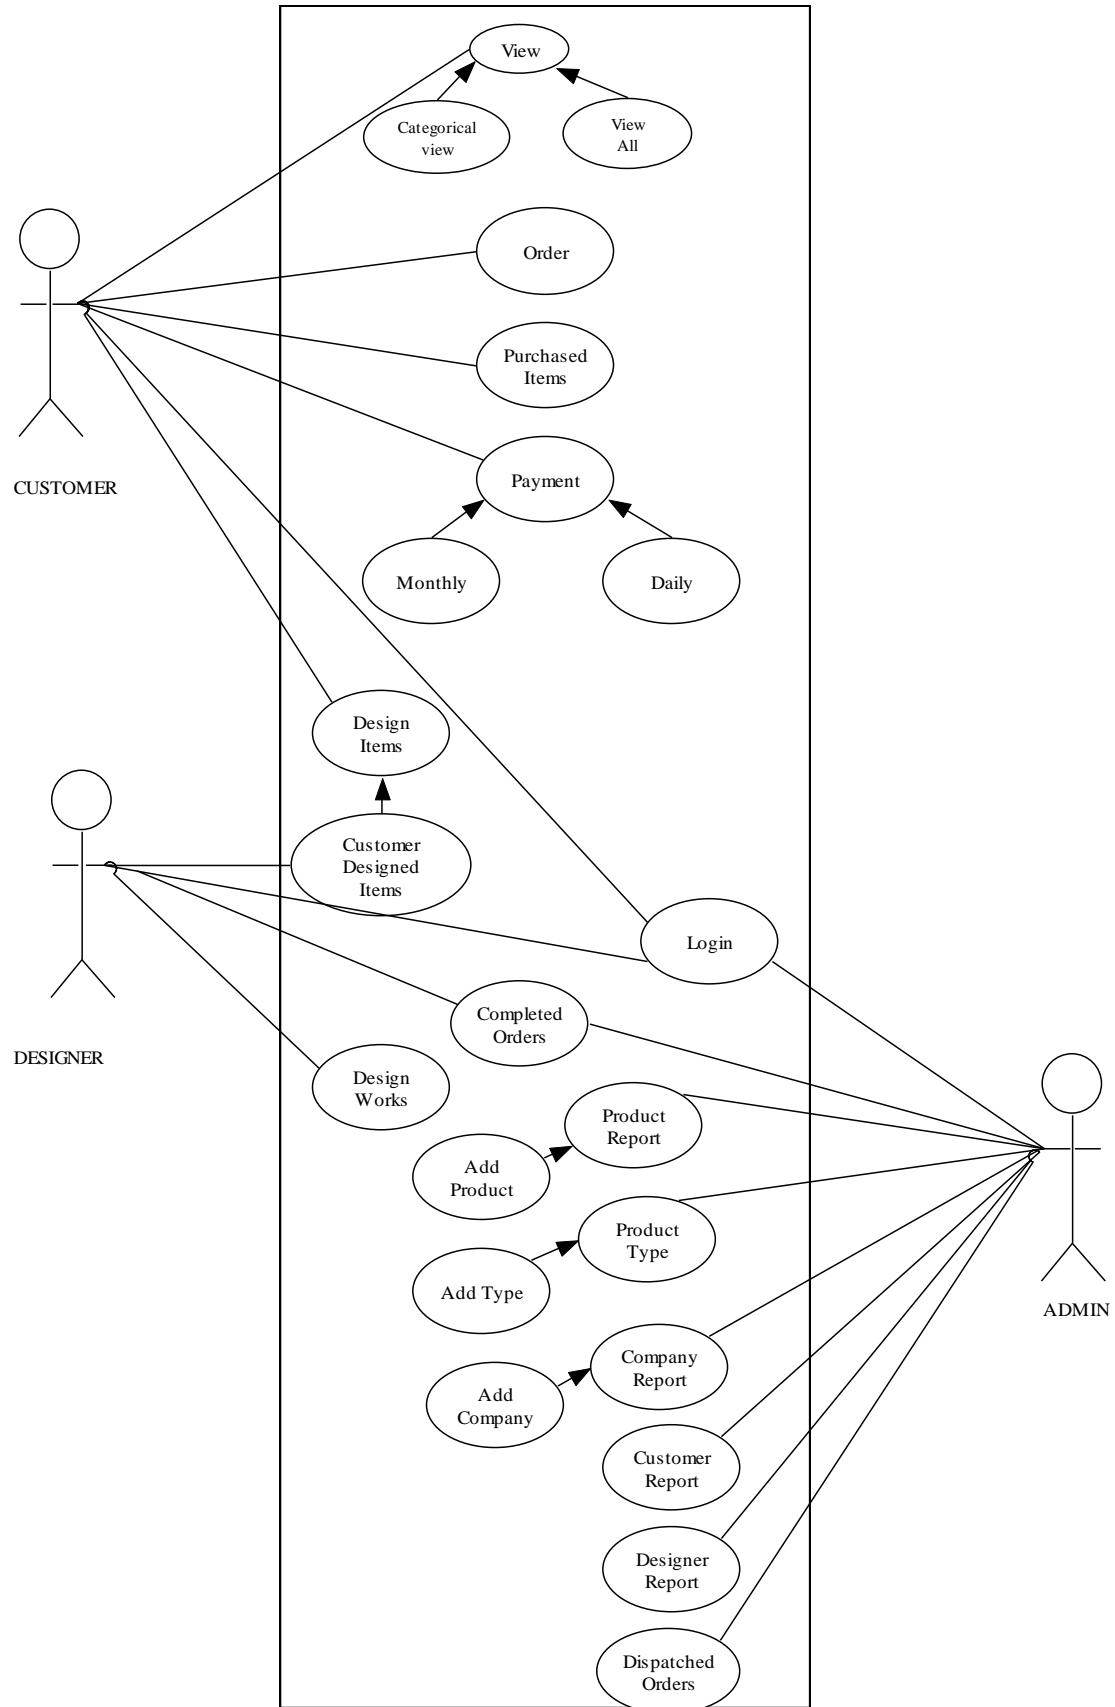 View
Categorical
view
View
All
Order
Purchased
Items
CUSTOMER
Payment
Monthly
Daily
Design
Items
Customer
Designed
Items
Login
Completed
Orders
DESIGNER
Design
Works
Product
Report
Add
Product
Product
Type
Add Type
ADMIN
Company
Report
Add
Company
Customer
Report
Designer
Report
Dispatched
Orders